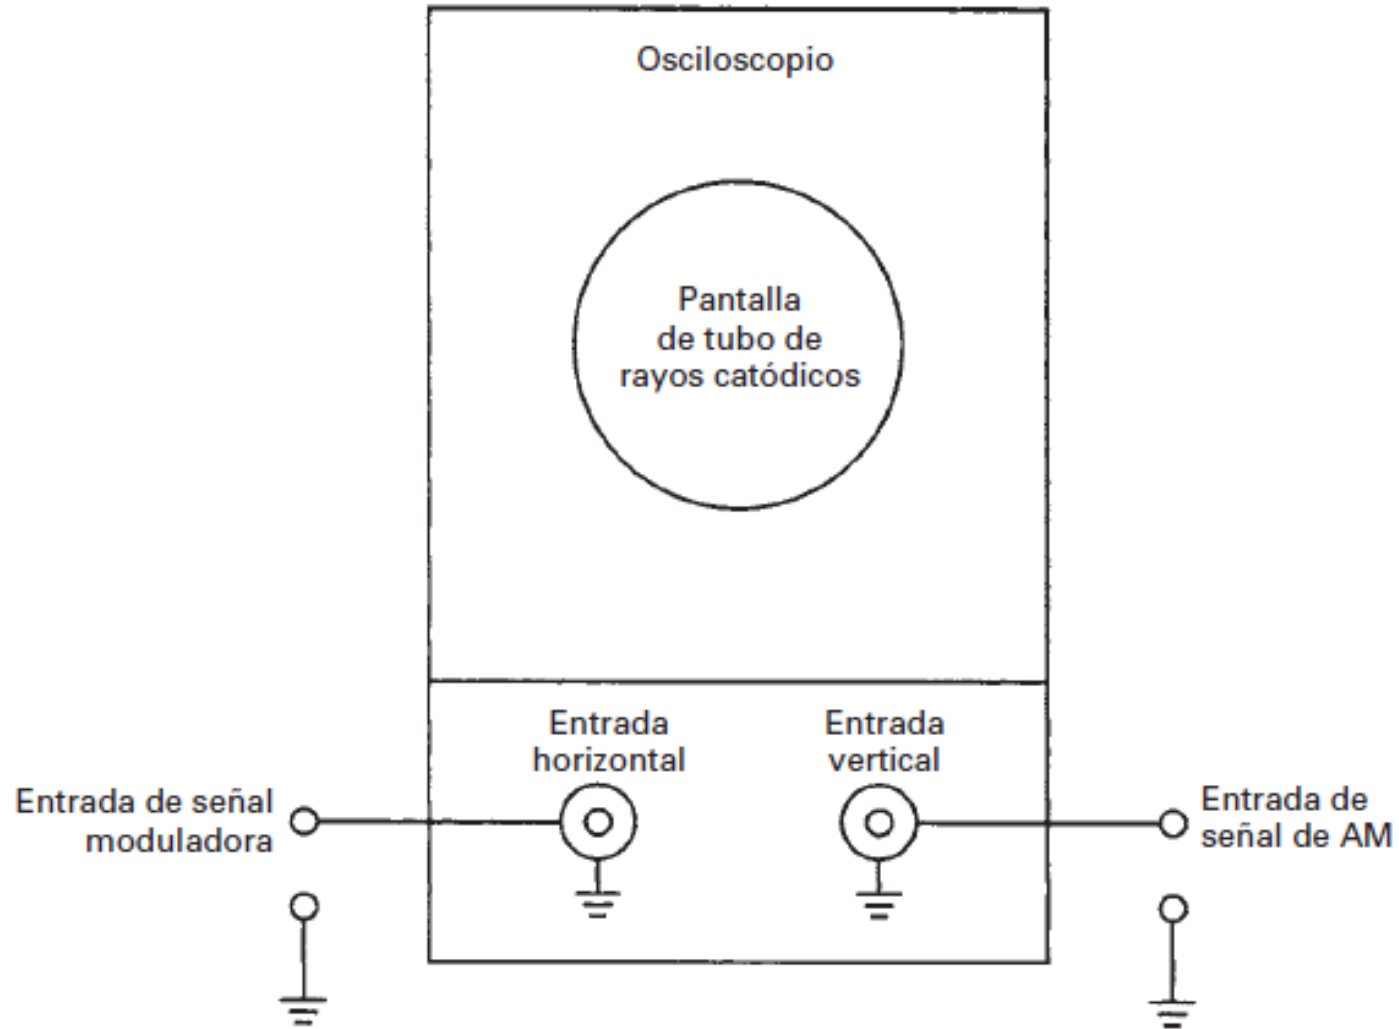 Osciloscopio
Pantalla
de tubo de
rayos catódicos
Entrada
horizontal
Entrada
vertical
Entrada de señal
moduladora
Entrada de
señal de AM